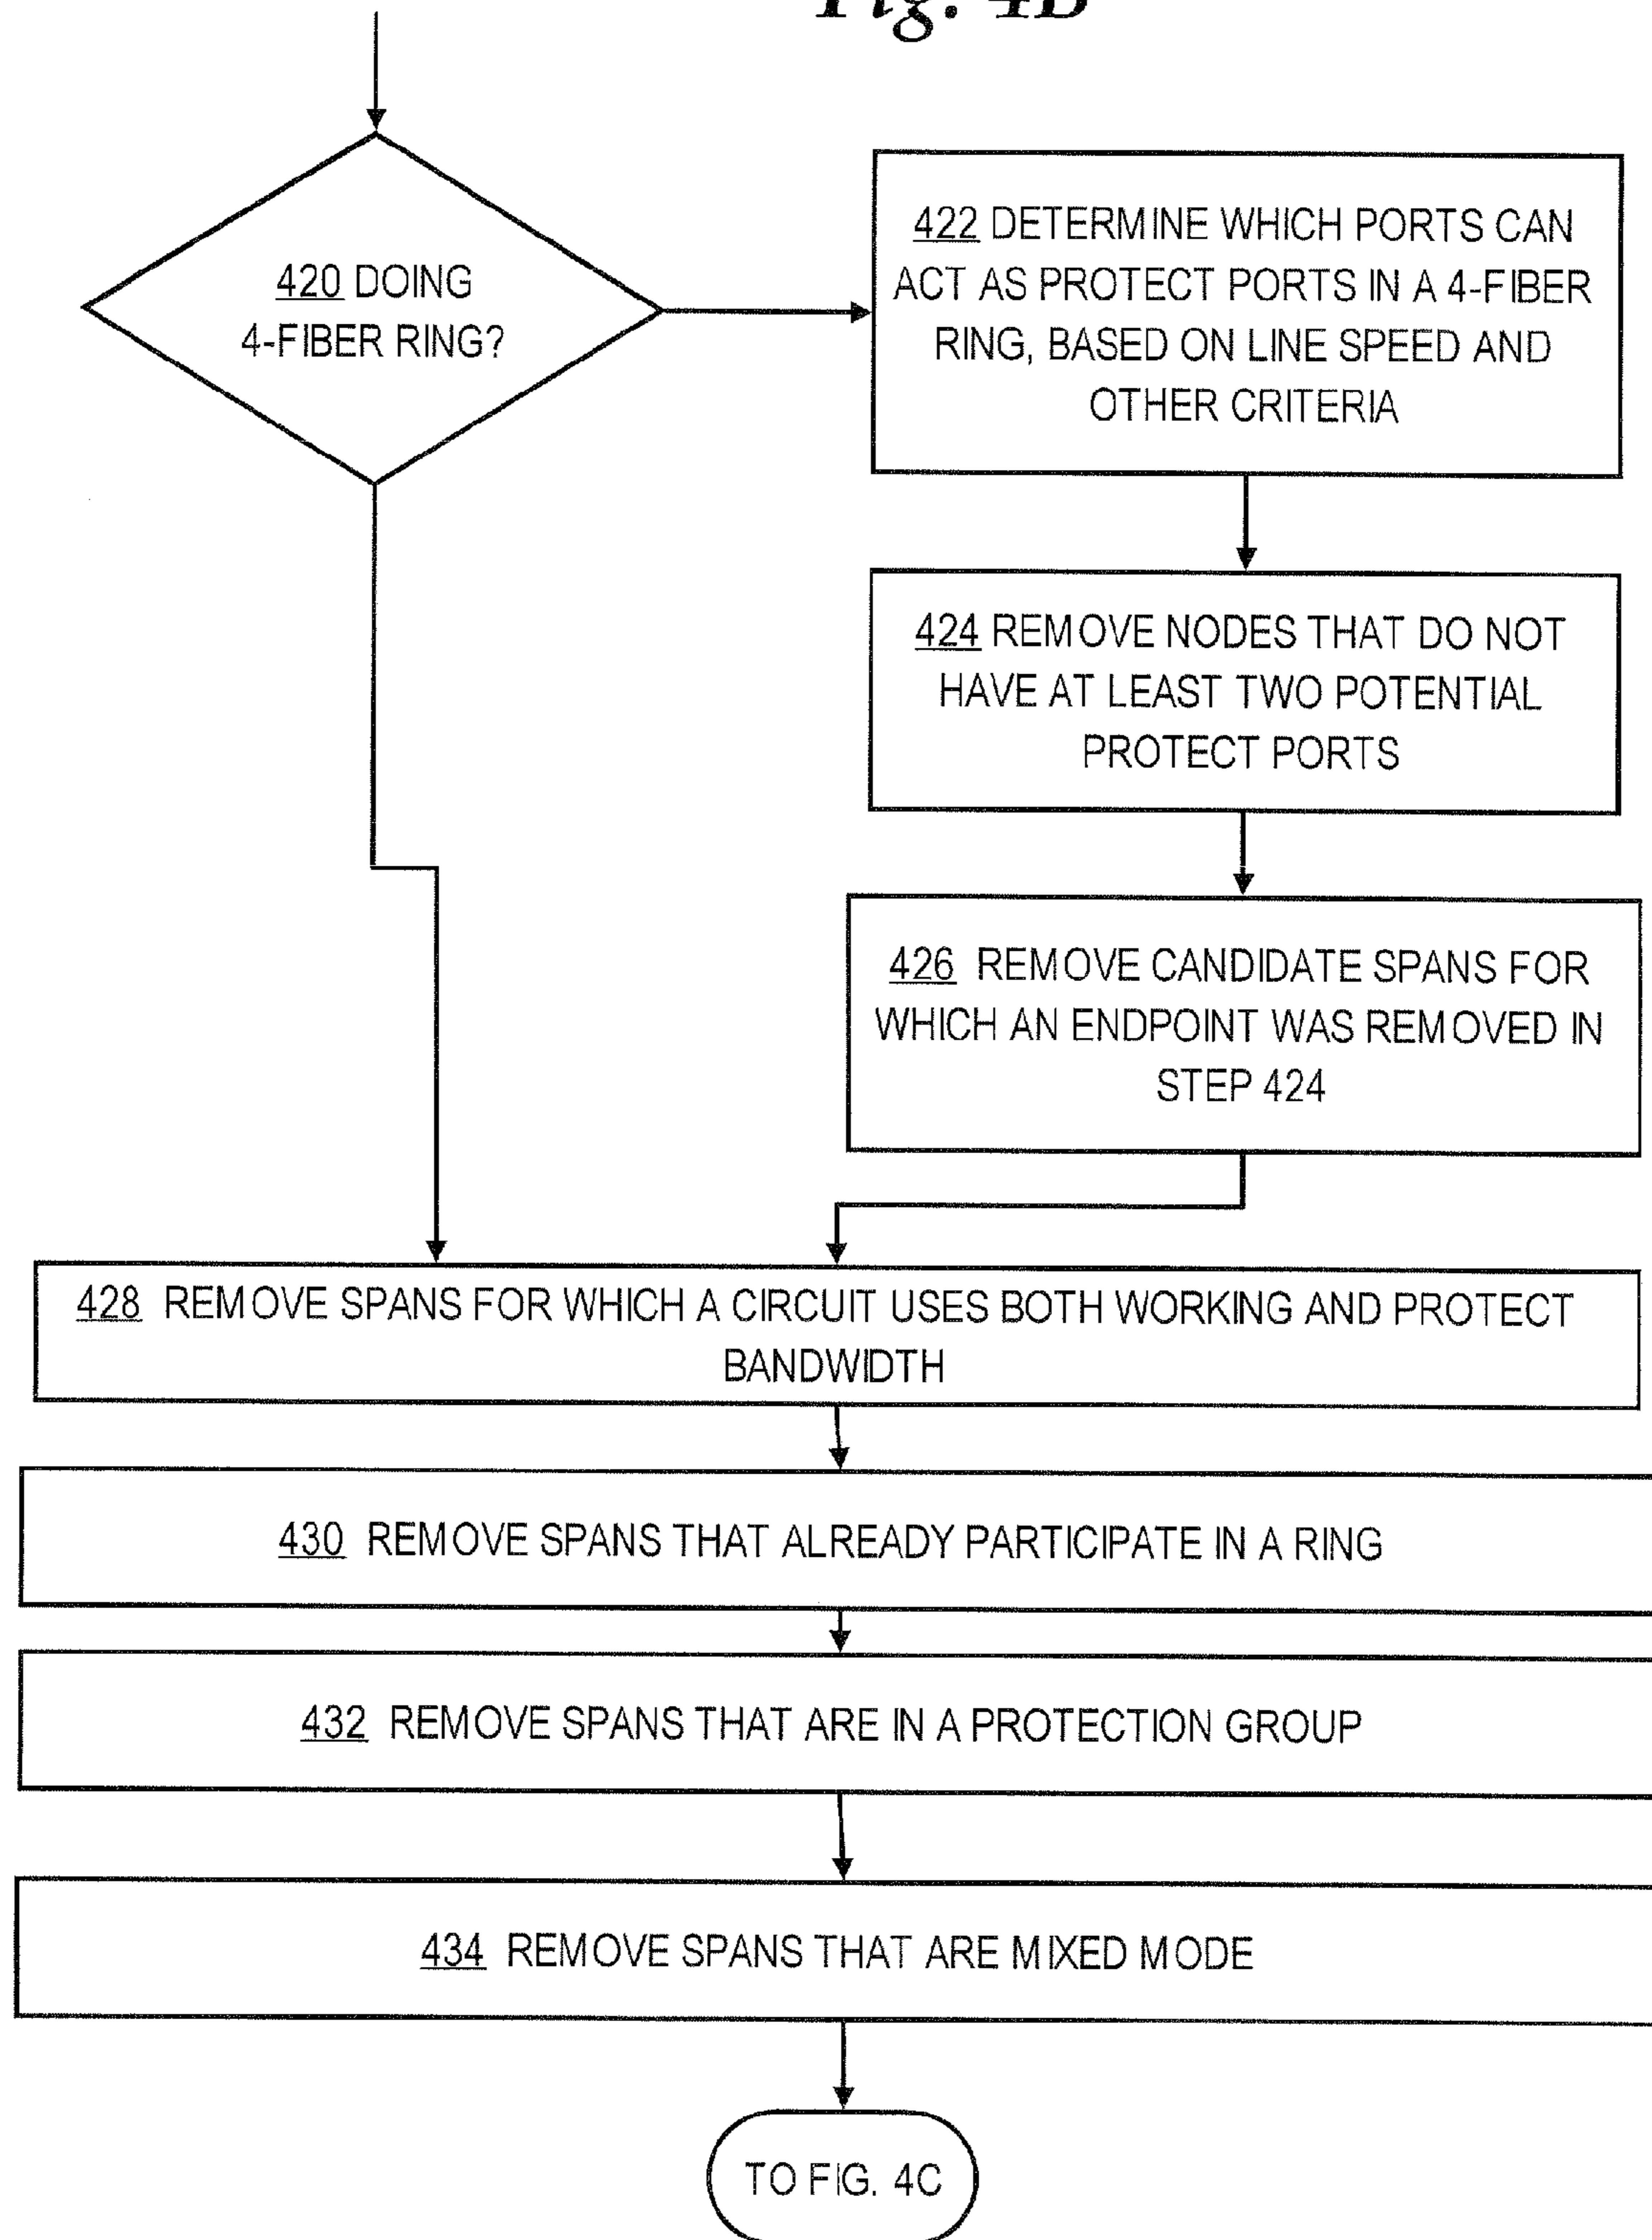 Fig. 4B
420 DOING
4-FIBER RING?
422 DETERMINE WHICH PORTS CAN
ACT AS PROTECT PORTS IN A 4-FIBER
RING, BASED ON LINE SPEED AND
OTHER CRITERIA
424 REMOVE NODES THAT DO NOT
HAVE AT LEAST TWO POTENTIAL
PROTECT PORTS
426 REMOVE CANDIDATE SPANS FOR
WHICH AN ENDPOINT WAS REMOVED IN
STEP 424
428 REMOVE SPANS FOR WHICH A CIRCUIT USES BOTH WORKING AND PROTECT
BANDWIDTH
430 REMOVE SPANS THAT ALREADY PARTICIPATE IN A RING
432 REMOVE SPANS THAT ARE IN A PROTECTION GROUP
434 REMOVE SPANS THAT ARE MIXED MODE
TO FIG. 4C